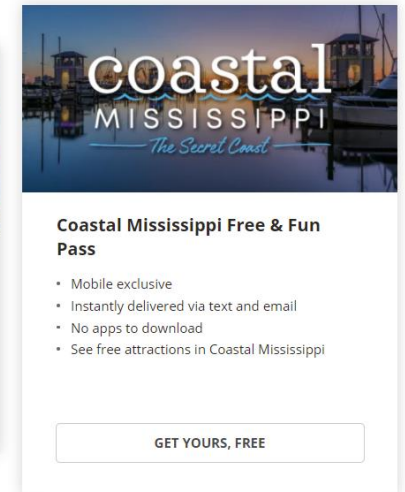 coastal
MISSISSIPPI
The Secret Coast
Coastal Mississippi Free & Fun
Pass
• Mobile exclusive
• Instantly delivered via text and email
• No apps to download
• See free attractions in Coastal Mississippi
GET YOURS, FREE